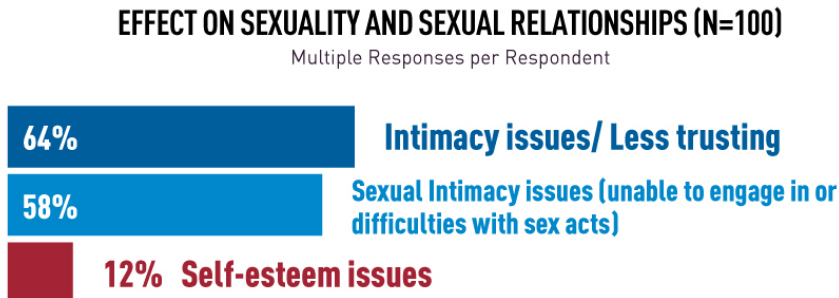 EFFECT ON SEXUALITY AND SEXUAL RELATIONSHIPS (N=100)
Multiple Responses per Respondent
64% Intimacy issues/ Less trusting
58% Sexual Intimacy issues (unable to engage in or
difficulties with sex acts)
12% Self-esteem issues